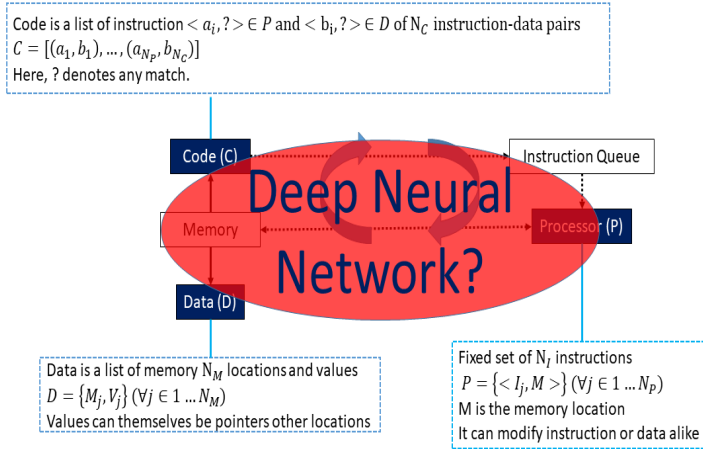 Code is a list of instruction < a_i, ? > ∈ P and < b_i, ? > ∈ D of N_C instruction-data pairs
C = [(a_1, b_1), ..., (a_{N_P}, b_{N_C})]
Here, ? denotes any match.
Code (C)
Instruction Queue
Deep Neural
Memory
Processor (P)
Network?
Data (D)
Data is a list of memory N_M locations and values
D = {M_j, V_j} (∀j ∈ 1 ... N_M)
Values can themselves be pointers other locations
Fixed set of N_I instructions
P = {< I_j, M >} (∀j ∈ 1 ... N_P)
M is the memory location
It can modify instruction or data alike